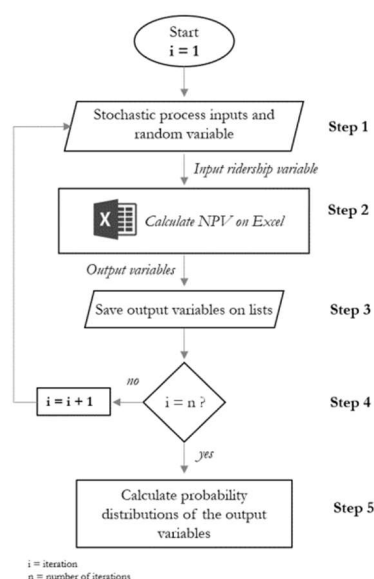 Start
i = 1
Stochastic process inputs and
random variable
Step 1
Input ridership variable
Step 2
X
Calculate NPV on Excel
Output variables
Save output variables on lists
Step 3
no
i = i + 1
i = n ?
Step 4
yes
Calculate probability
distributions of the output
variables
Step 5
i = iteration
n = number of iterations